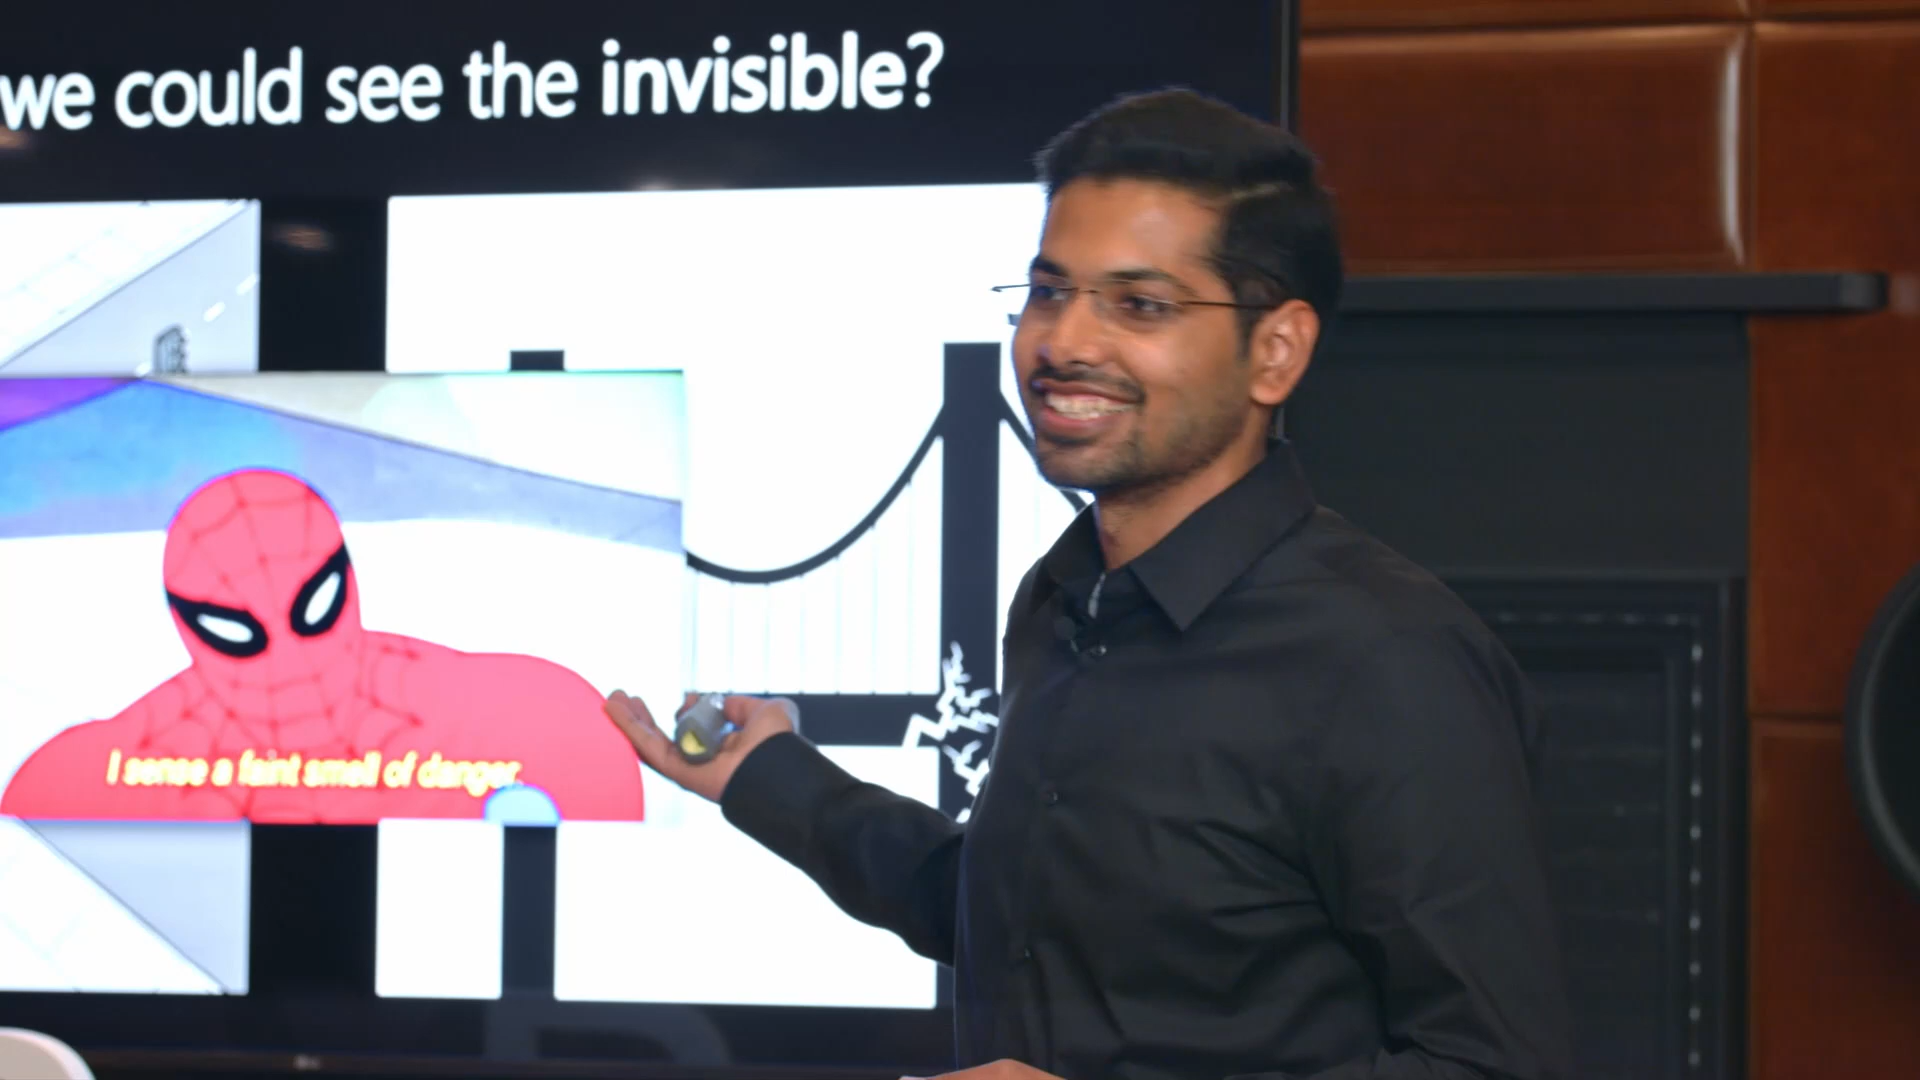 we could see the invisible?
I sense a faint smell of danger.